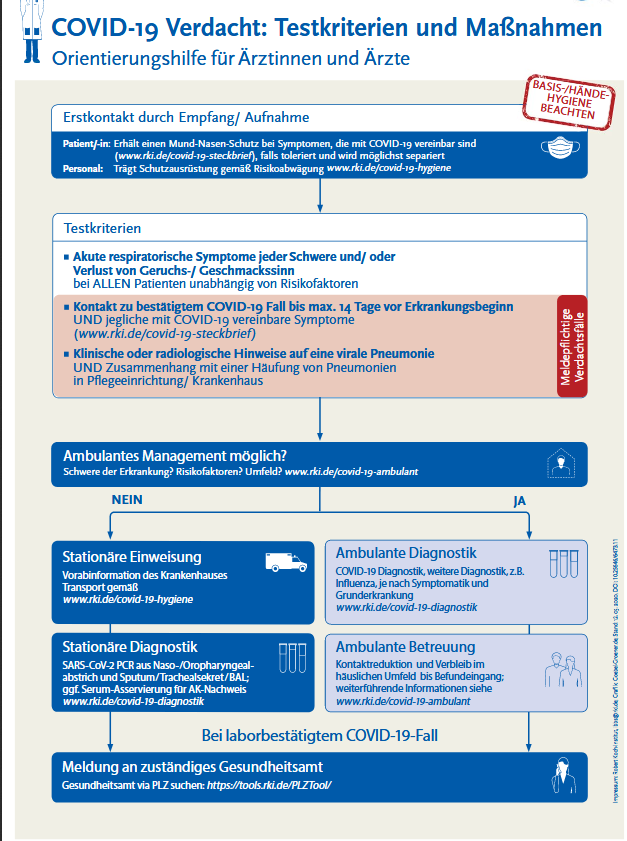 COVID-19 Verdacht: Testkriterien und Maßnahmen
Orientierungshilfe für Ärztinnen und Ärzte
BASIS-/HÄNDE-
HYGIENE
BEACHTEN
Erstkontakt durch Empfang/ Aufnahme
Patient/-in: Erhält einen Mund-Nasen-Schutz bei Symptomen, die mit COVID-19 vereinbar sind
(www.rki.de/covid-19-steckbrief), falls toleriert und wird möglichst separiert
Personal: Trägt Schutzausrüstung gemäß Risikoabwägung www.rki.de/covid-19-hygiene
Testkriterien
▪ Akute respiratorische Symptome jeder Schwere und/ oder
Verlust von Geruchs-/ Geschmackssinn
bei ALLEN Patienten unabhängig von Risikofaktoren
▪ Kontakt zu bestätigtem COVID-19 Fall bis max. 14 Tage vor Erkrankungsbeginn
UND jegliche mit COVID-19 vereinbare Symptome
(www.rki.de/covid-19-steckbrief)
▪ Klinische oder radiologische Hinweise auf eine virale Pneumonie
UND Zusammenhang mit einer Häufung von Pneumonien
in Pflegeeinrichtung/ Krankenhaus
Meldepflichtige
Verdachtsfälle
Ambulantes Management möglich?
Schwere der Erkrankung? Risikofaktoren? Umfeld? www.rki.de/covid-19-ambulant
NEIN
JA
Stationäre Einweisung
Vorabinformation des Krankenhauses
Transport gemäß
www.rki.de/covid-19-hygiene
Ambulante Diagnostik
COVID-19 Diagnostik, weitere Diagnostik, z.B.
Influenza, je nach Symptomatik und
Grunderkrankung
www.rki.de/covid-19-diagnostik
Stationäre Diagnostik
SARS-CoV-2 PCR aus Naso-/Oropharyngeal-
abstrich und Sputum/Trachealsekret/BAL;
ggf. Serum-Asservierung für AK-Nachweis
www.rki.de/covid-19-diagnostik
Ambulante Betreuung
Kontaktreduktion und Verbleib im
häuslichen Umfeld bis Befundeingang;
weiterführende Informationen siehe
www.rki.de/covid-19-ambulant
Bei laborbestätigtem COVID-19-Fall
Meldung an zuständiges Gesundheitsamt
Gesundheitsamt via PLZ suchen: https://tools.rki.de/PLZTool/
Impressum: Robert Koch-Institut,